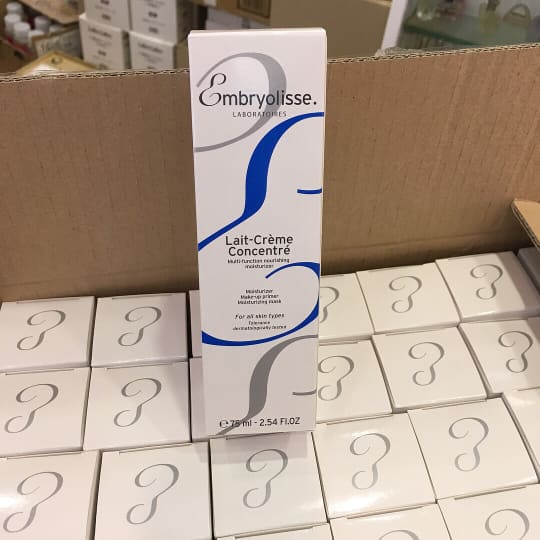 Embryolisse.
LABORATOIRES
Lait-Crème
Concentré
Multi-function nourishing
moisturizer
Moisturizer
Make-up primer
Moisturizing mask
For all skin types
Tolerance
dermatologically tested
℮ 75 ml - 2.54 Fl.OZ